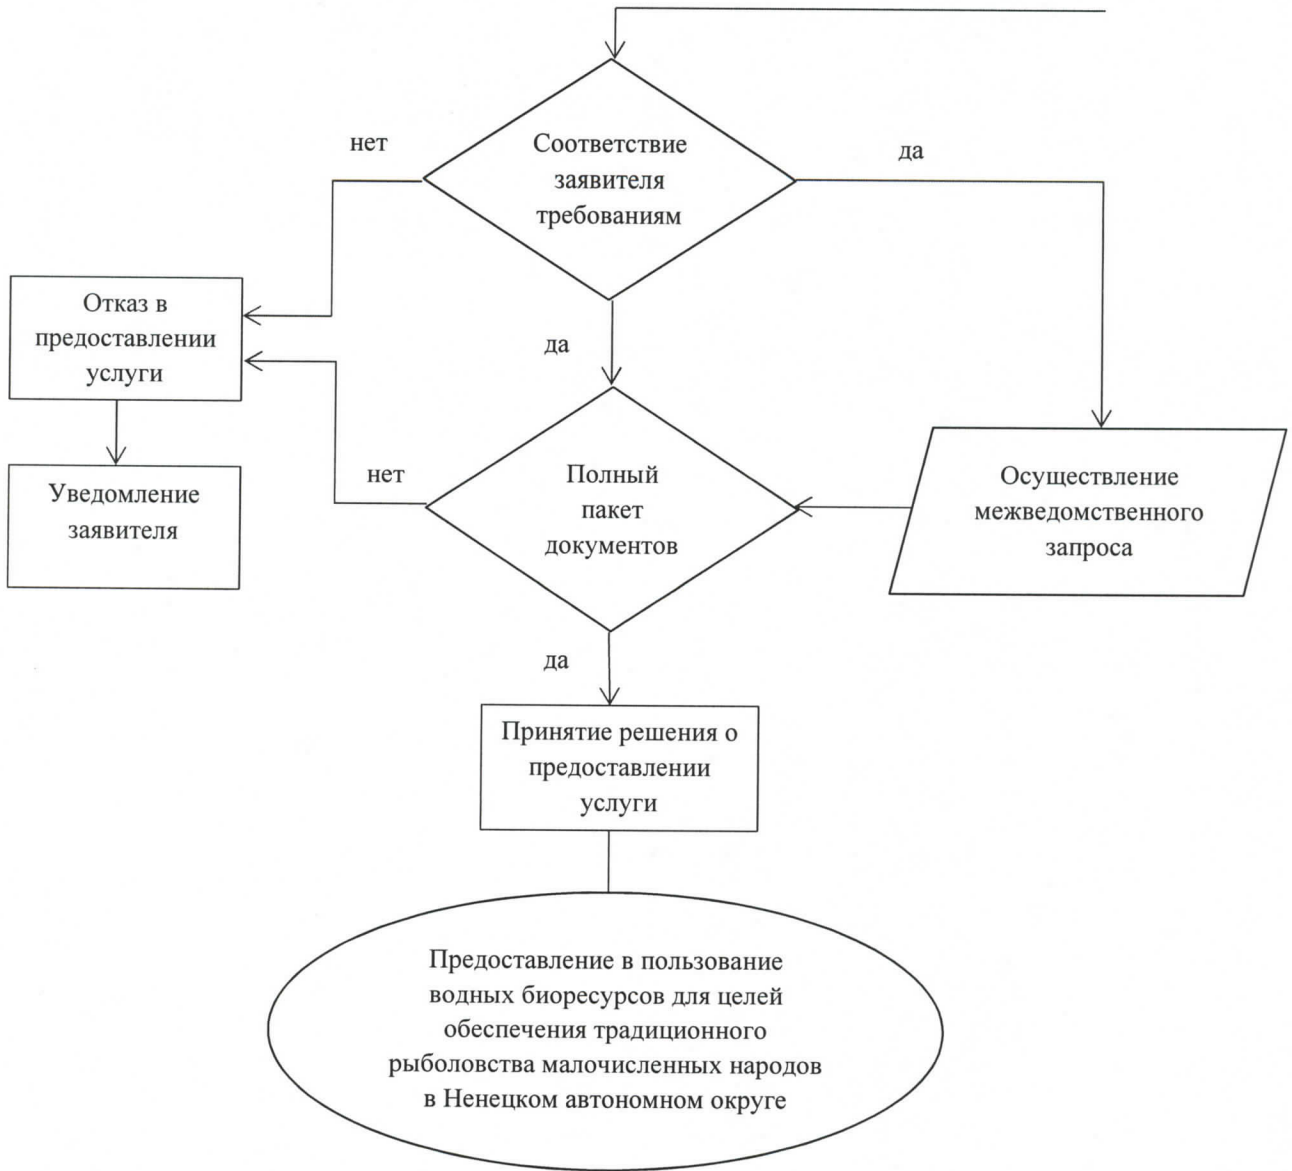 нет
Соответствие
заявителя
требованиям
да
Отказ в
предоставлении
услуги
да
Уведомление
заявителя
нет
Полный
пакет
документов
Осуществление
межведомственного
запроса
да
Принятие решения о
предоставлении
услуги
Предоставление в пользование
водных биоресурсов для целей
обеспечения традиционного
рыболовства малочисленных народов
в Ненецком автономном округе